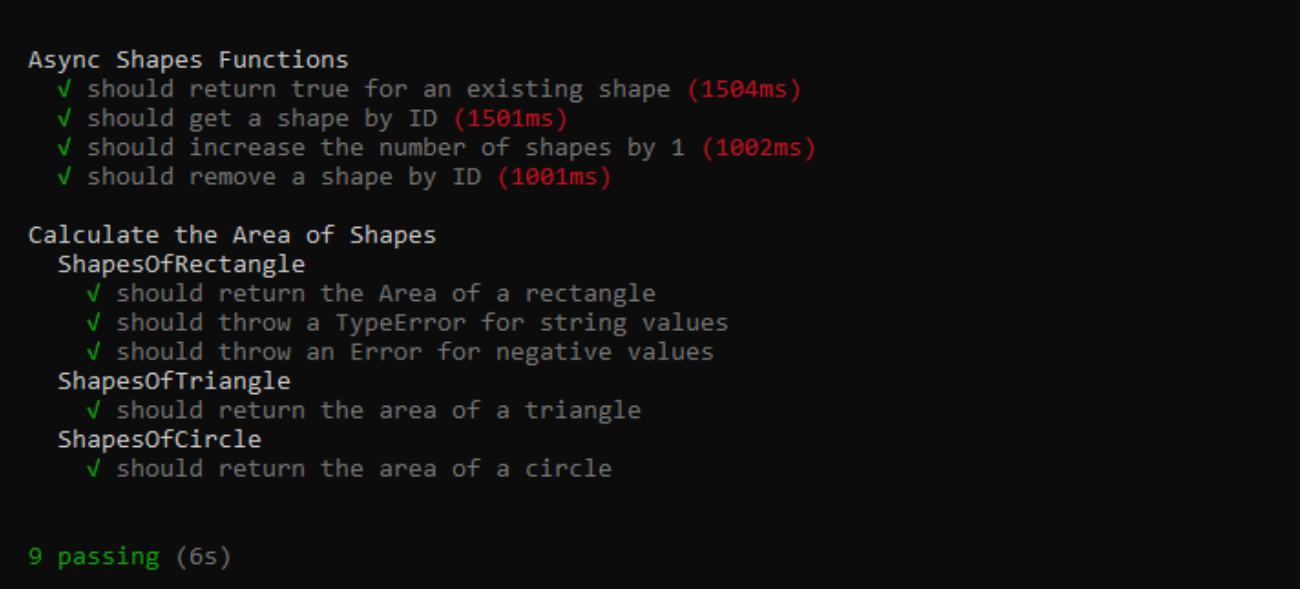 Async Shapes Functions
√ should return true for an existing shape (1504ms)
√ should get a shape by ID (1501ms)
√ should increase the number of shapes by 1 (1002ms)
√ should remove a shape by ID (1001ms)
Calculate the Area of Shapes
ShapesOfRectangle
√ should return the Area of a rectangle
√ should throw a TypeError for string values
√ should throw an Error for negative values
ShapesOfTriangle
√ should return the area of a triangle
ShapesOfCircle
√ should return the area of a circle
9 passing (6s)